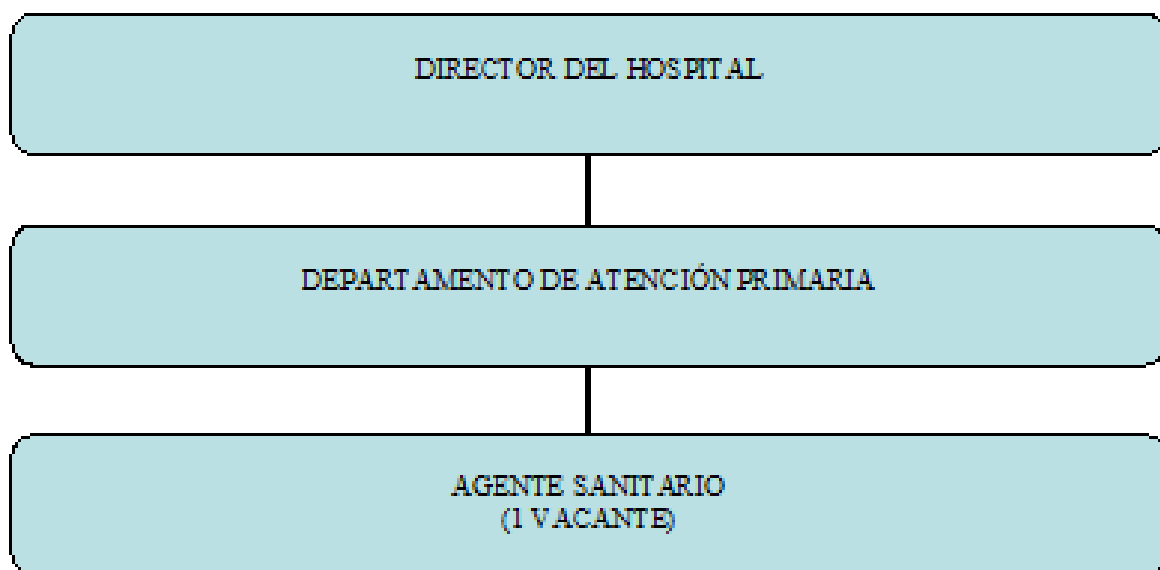 DIRECTOR DEL HOSPITAL
DEPARTAMENTO DE ATENCIÓN PRIMARIA
AGENTE SANITARIO
(1 VACANTE)